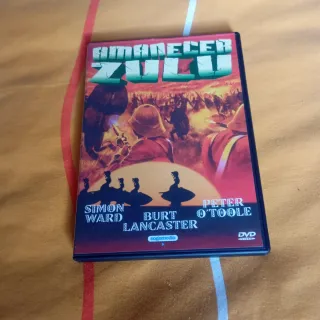 AMANECER
ZULU
SIMON
WARD
BURT
LANCASTER
PETER
O'TOOLE
DVD